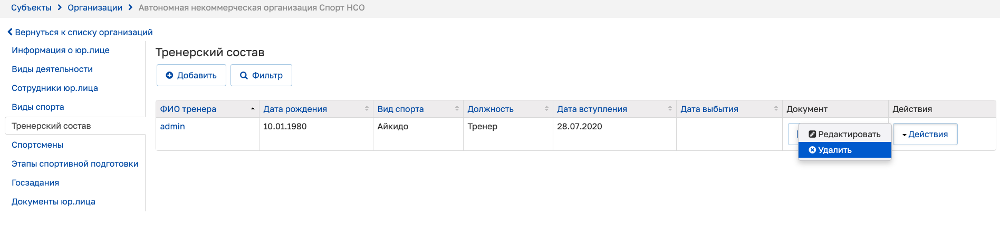 Субъекты > Организации > Автономная некоммерческая организация Спорт НСО
Вернуться к списку организаций
Информация о юр.лице
Виды деятельности
Сотрудники юр.лица
Виды спорта
Тренерский состав
Спортсмены
Этапы спортивной подготовки
Госзадания
Документы юр.лица
Тренерский состав
Добавить Фильтр
ФИО тренера Дата рождения Вид спорта Должность Дата вступления Дата выбытия Документ Действия
admin 10.01.1980 Айкидо Тренер 28.07.2020 Действия
Редактировать
Удалить